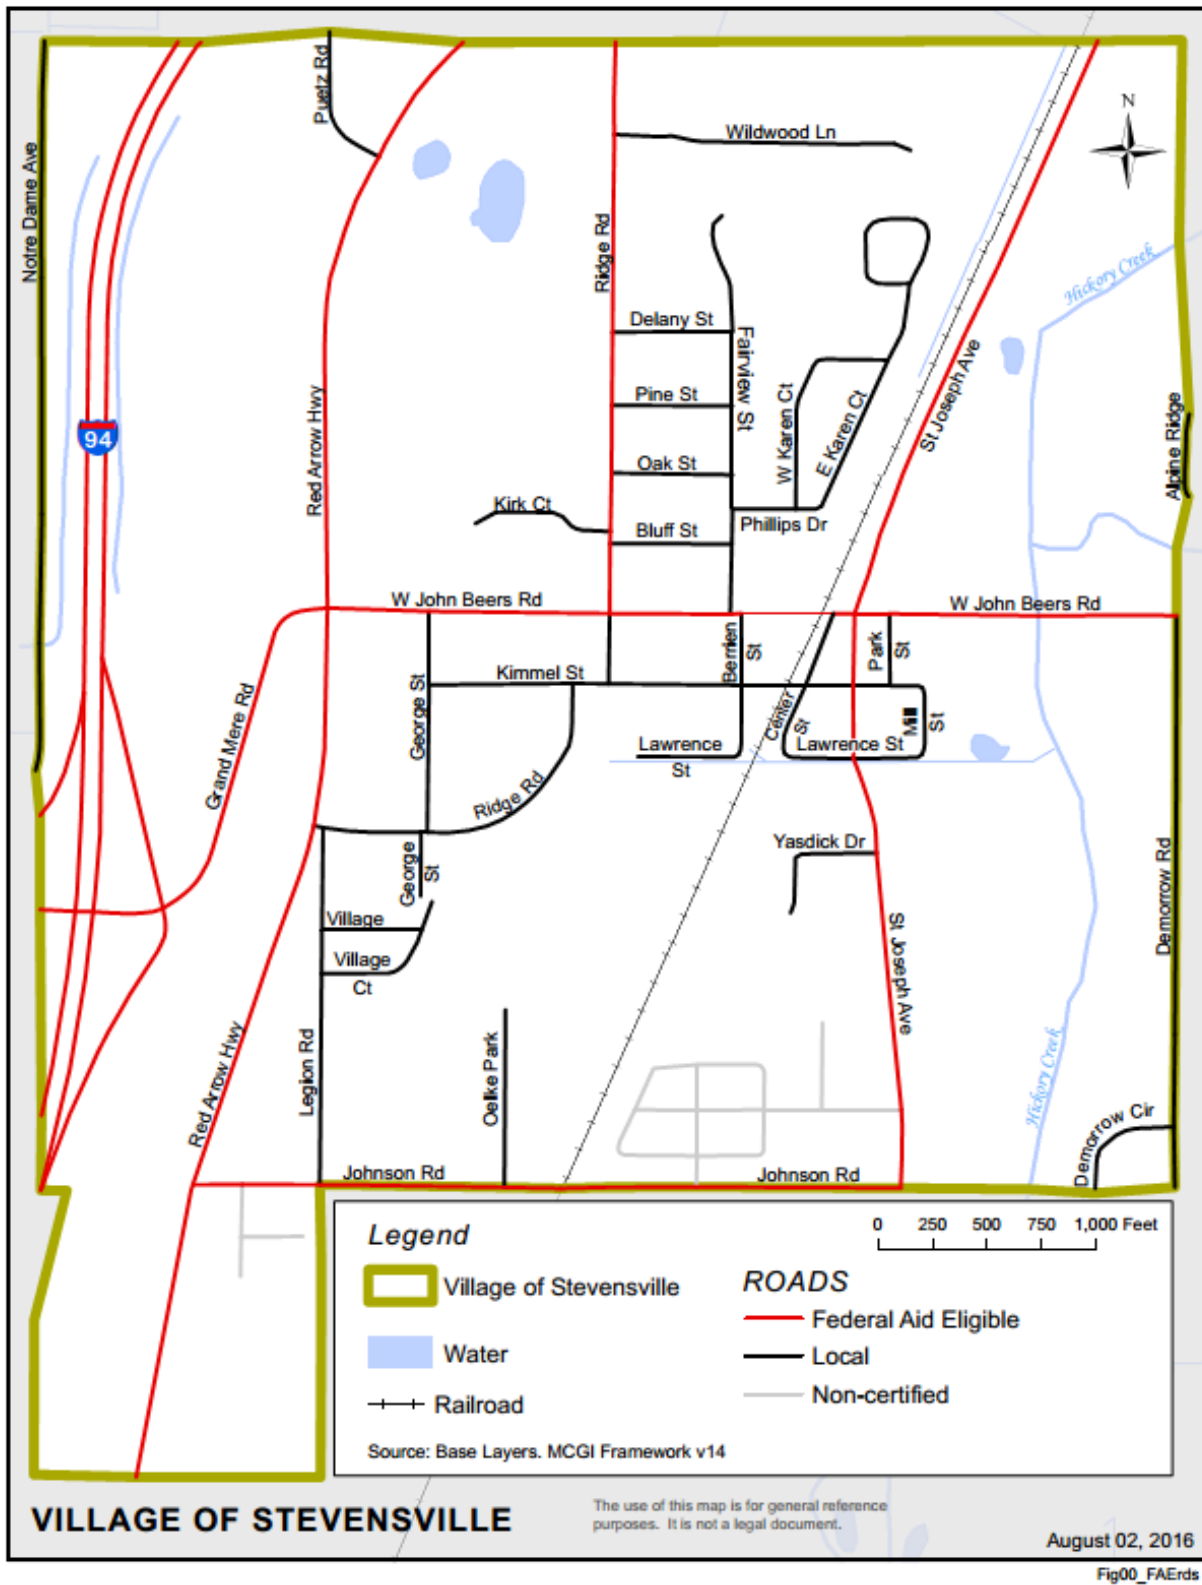 Puetz Rd
N
Wildwood Ln
Notre Dame Ave
Ridge Rd
Hickory Creek
Delany St
Fairview St
St Joseph Ave
Red Arrow Hwy
Pine St
W Karen Ct
E Karen Ct
94
Alpine Ridge
Oak St
Kirk Ct
Bluff St
Phillips Dr
W John Beers Rd
W John Beers Rd
Berrien
St
Park
St
Kimmel St
George St
Center
St
Mill
St
Grand Mere Rd
Lawrence
St
Lawrence St
Ridge Rd
Yasdick Dr
George
St
Demorrow Rd
Village
St Joseph Ave
Village
Ct
Red Arrow Hwy
Legion Rd
Oelke Park
Hickory Creek
Demorrow Cir
Johnson Rd
Johnson Rd
Legend
0 250 500 750 1,000 Feet
Village of Stevensville
ROADS
Federal Aid Eligible
Water
Local
Railroad
Non-certified
Source: Base Layers. MCGI Framework v14
VILLAGE OF STEVENSVILLE
The use of this map is for general reference
purposes. It is not a legal document.
August 02, 2016
Fig00_FAErds